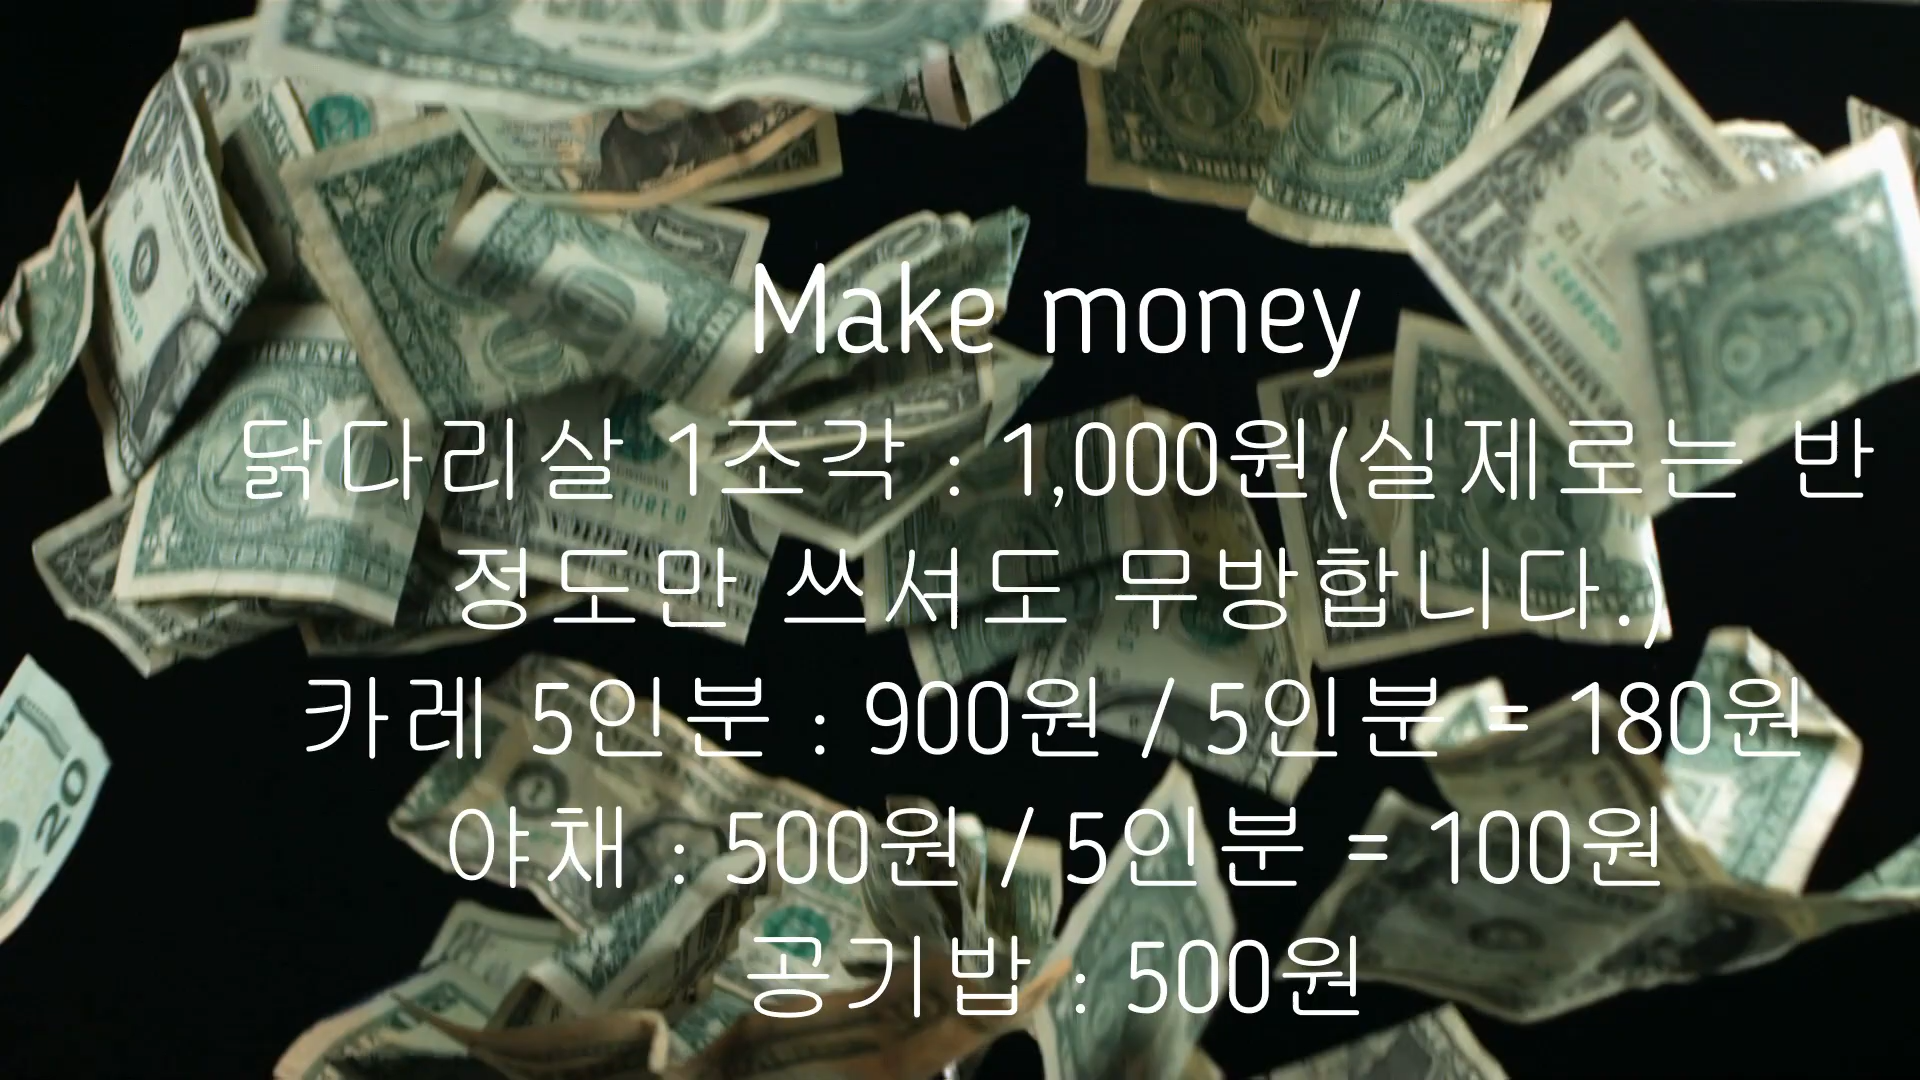 Make money
닭다리살 1조각 : 1,000원(실제로는 반
정도만 쓰셔도 무방합니다.)
카레 5인분 : 900원 / 5인분 = 180원
야채 : 500원 / 5인분 = 100원
공기밥 : 500원
20